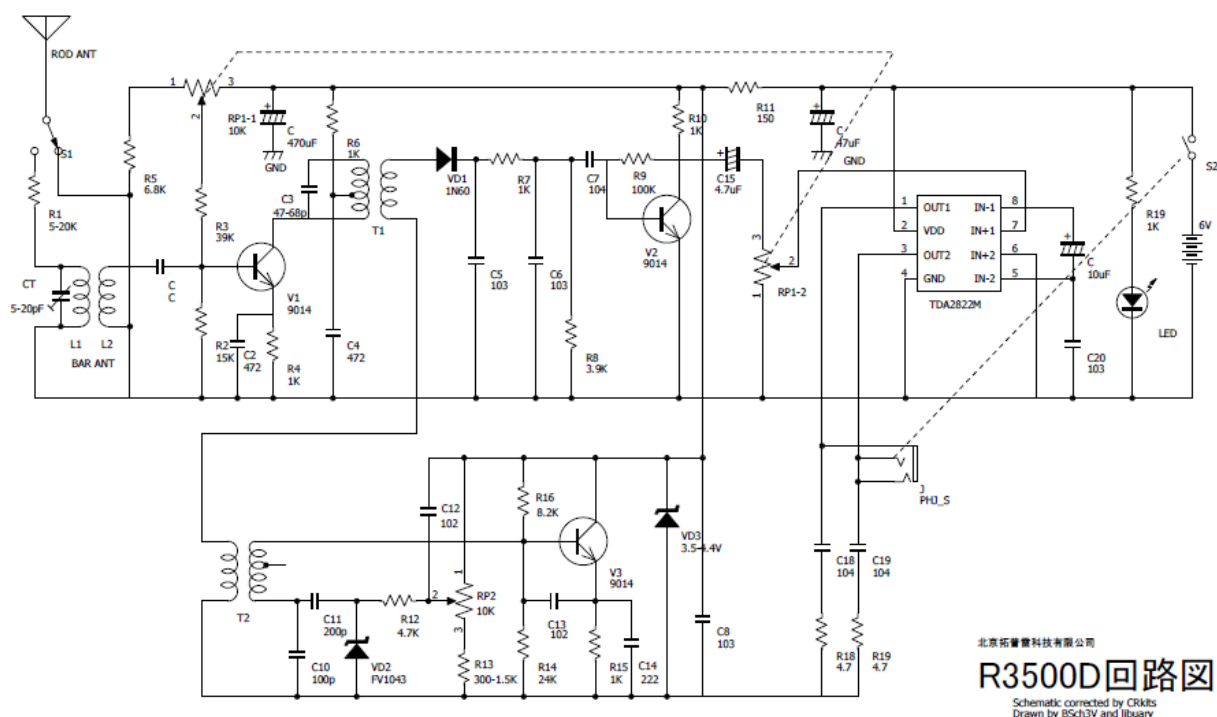 ROD ANT
S1
R1
5-20K
CT
5-20pF
L1
L2
BAR ANT
R5
6.8K
1
3
2
RP1-1
10K
C
470uF
GND
R3
39K
C
C
R2
15K
C2
472
V1
9014
R4
1K
R6
1K
C3
47-68p
T1
C4
472
VD1
1N60
R7
1K
C5
103
C6
103
R8
3.9K
C7
104
R9
100K
R10
1K
V2
9014
C15
4.7uF
R11
150
C
47uF
GND
3
2
1
RP1-2
1
2
3
4
OUT1
VDD
OUT2
GND
IN-1
IN+1
IN+2
IN-2
8
7
6
5
TDA2822M
C
10uF
C20
103
R19
1K
LED
S2
6V
J
PHJ_S
T2
C11
200p
C10
100p
VD2
FV1043
R12
4.7K
C12
102
1
2
3
RP2
10K
R13
300-1.5K
R16
8.2K
V3
9014
C13
102
R14
24K
R15
1K
C14
222
VD3
3.5-4.4V
C8
103
C18
104
C19
104
R18
4.7
R19
4.7
北京拓普雷科技有限公司
R3500D回路図
Schematic corrected by CRkits
Drawn by BSch3V and libuary